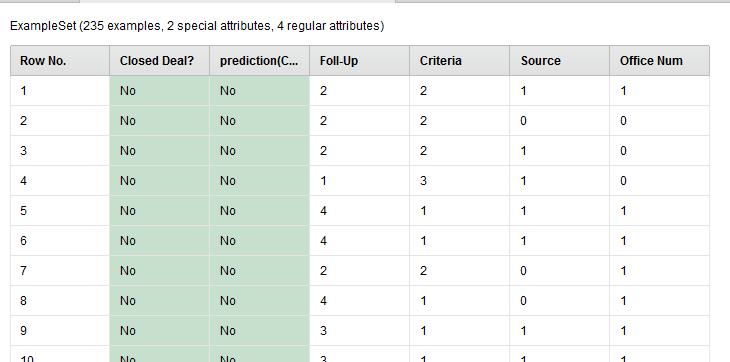 ExampleSet (235 examples, 2 special attributes, 4 regular attributes)
Row No. Closed Deal? prediction(C... Foll-Up Criteria Source Office Num
1 No No 2 2 1 1
2 No No 2 2 0 0
3 No No 2 2 1 0
4 No No 1 3 1 0
5 No No 4 1 1 1
6 No No 4 1 1 1
7 No No 2 2 0 1
8 No No 4 1 0 1
9 No No 3 1 1 1
10 No No 3 1 1 1